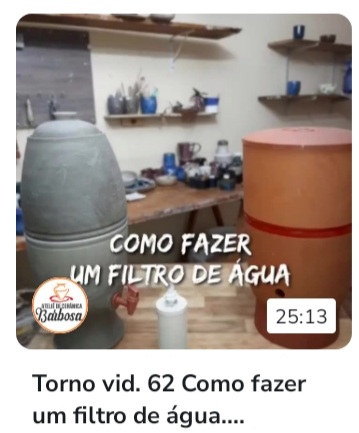 COMO FAZER
UM FILTRO DE ÁGUA
ATELIÊ DE CERÂMICA
Barbosa
25:13
Torno vid. 62 Como fazer
um filtro de água....